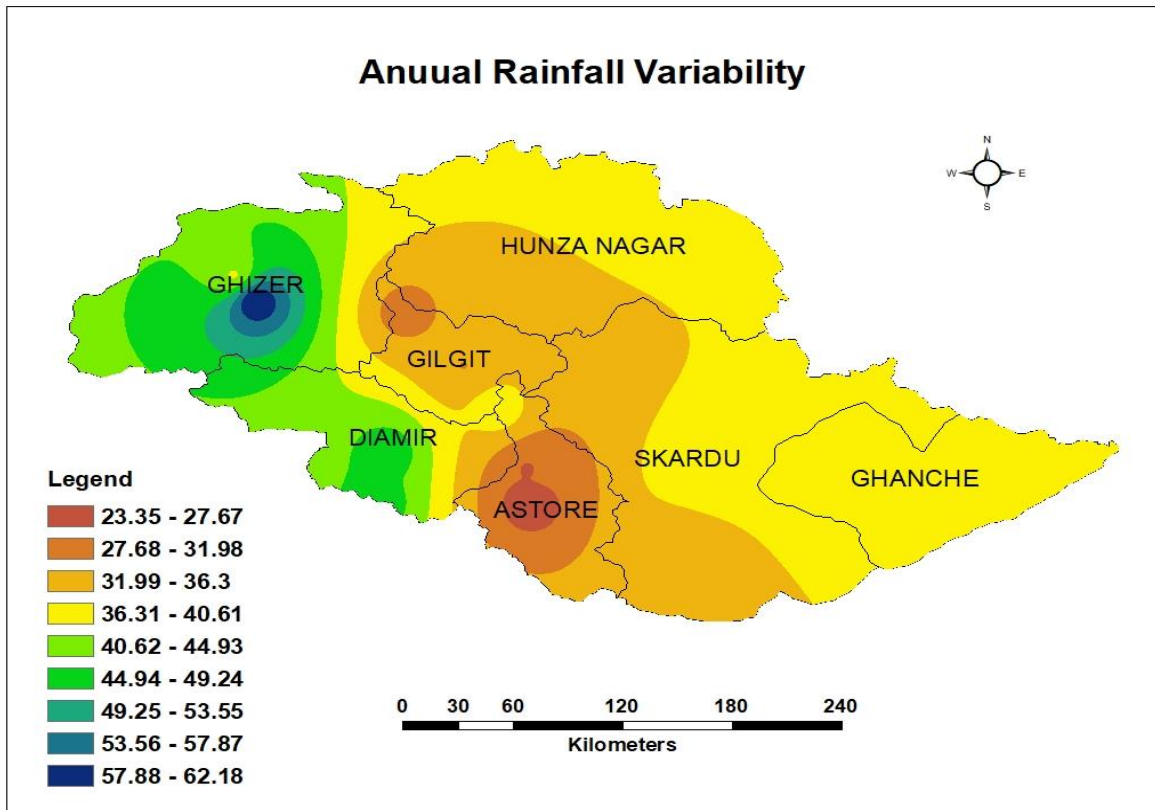 Anuual Rainfall Variability
N
W E
S
HUNZA NAGAR
GHIZER
GILGIT
DIAMIR
SKARDU
GHANCHE
ASTORE
Legend
23.35 - 27.67
27.68 - 31.98
31.99 - 36.3
36.31 - 40.61
40.62 - 44.93
44.94 - 49.24
49.25 - 53.55
53.56 - 57.87
57.88 - 62.18
0 30 60 120 180 240
Kilometers